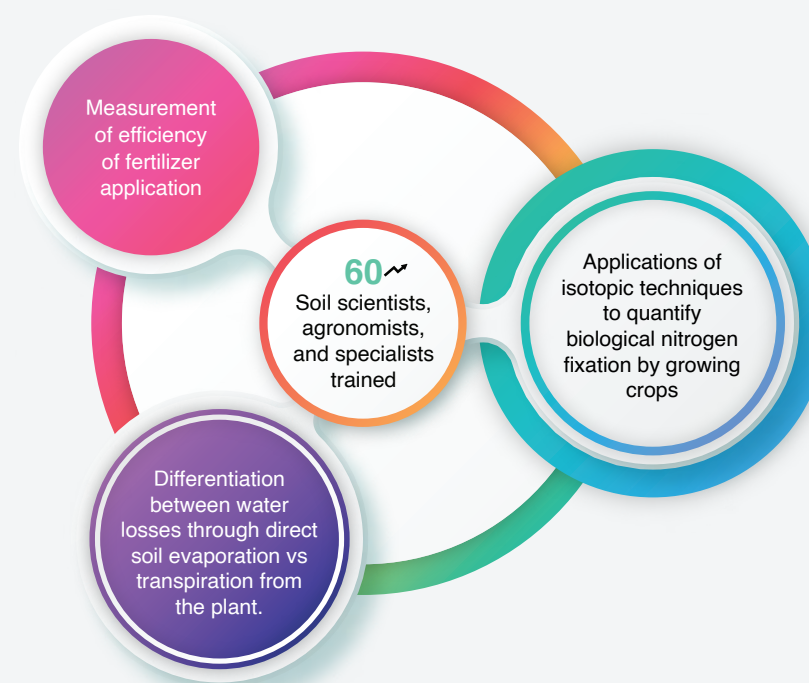 Measurement
of efficiency
of fertilizer
application
60
Soil scientists,
agronomists,
and specialists
trained
Applications of
isotopic techniques
to quantify
biological nitrogen
fixation by growing
crops
Differentiation
between water
losses through direct
soil evaporation vs
transpiration from
the plant.